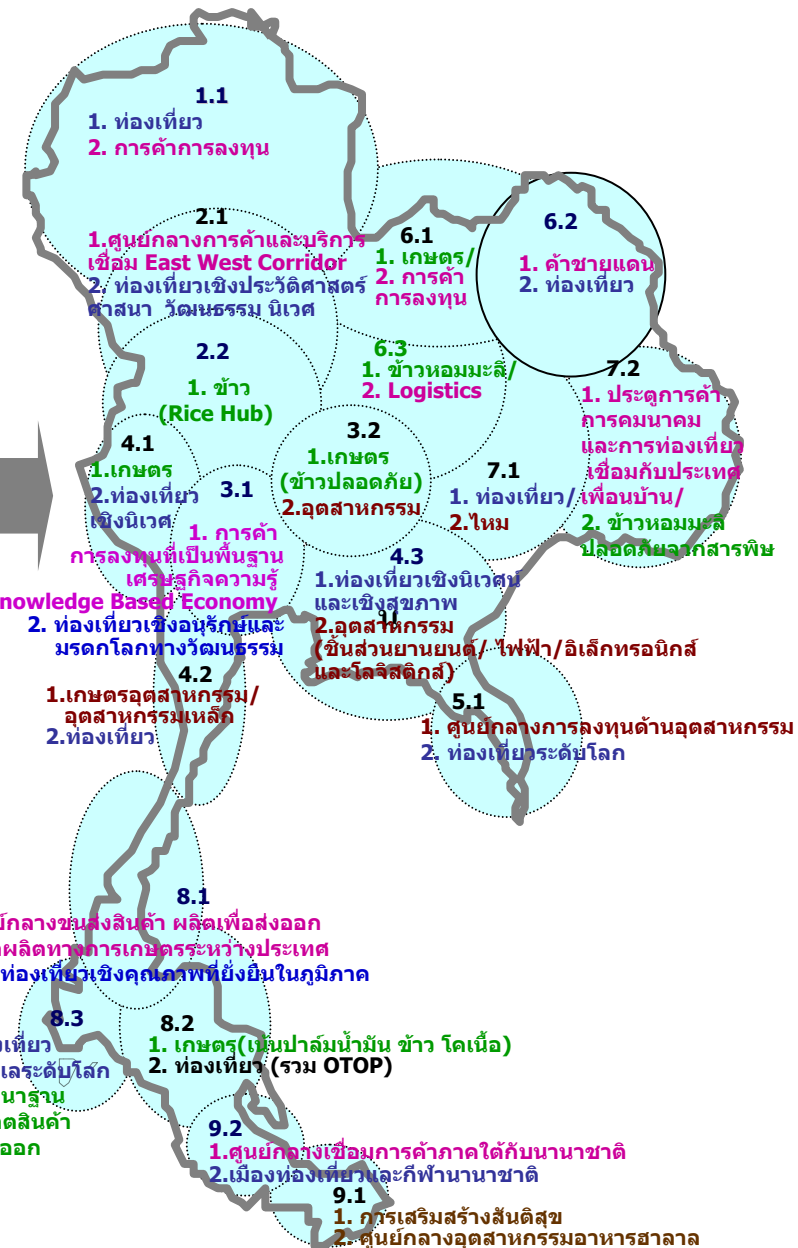 1.1
1. ท่องเที่ยว
2. การค้าการลงทุน
2.1
1.ศูนย์กลางการค้าและบริการ
เชื่อม East West Corridor
2. ท่องเที่ยวเชิงประวัติศาสตร์
ศาสนา วัฒนธรรม นิเวศ
6.1
1. เกษตร/
2. การค้า
การลงทุน
6.2
1. ค้าชายแดน
2. ท่องเที่ยว
2.2
1. ข้าว
(Rice Hub)
6.3
1. ข้าวหอมมะลิ/
2. Logistics
7.2
1. ประตูการค้า
การคมนาคม
และการท่องเที่ยว
เชื่อมกับประเทศ
เพื่อนบ้าน/
2. ข้าวหอมมะลิ
ปลอดภัยจากสารพิษ
4.1
1.เกษตร
2.ท่องเที่ยว
เชิงนิเวศ
3.2
1.เกษตร
(ข้าวปลอดภัย)
2.อุตสาหกรรม
7.1
1. ท่องเที่ยว/
2.ไหม
3.1
1. การค้า
การลงทุนที่เป็นพื้นฐาน
เศรษฐกิจความรู้
nowledge Based Economy
2. ท่องเที่ยวเชิงอนุรักษ์และ
มรดกโลกทางวัฒนธรรม
4.3
1.ท่องเที่ยวเชิงนิเวศน์
และเชิงสุขภาพ
2.อุตสาหกรรม
(ชิ้นส่วนยานยนต์/ ไฟฟ้า/อิเล็กทรอนิกส์
และโลจิสติกส์)
4.2
1.เกษตรอุตสาหกรรม/
อุตสาหกรรมเหล็ก
2.ท่องเที่ยว
5.1
1. ศูนย์กลางการลงทุนด้านอุตสาหกรรม
2. ท่องเที่ยวระดับโลก
8.1
ย์กลางขนส่งสินค้า ผลิตเพื่อส่งออก
ผลิตทางการเกษตรระหว่างประเทศ
ท่องเที่ยวเชิงคุณภาพที่ยั่งยืนในภูมิภาค
8.3
งเที่ยว
เลระดับโลก
นาฐาน
ตสินค้า
ออก
8.2
1. เกษตร(เน้นปาล์มน้ำมัน ข้าว โคเนื้อ)
2. ท่องเที่ยว (รวม OTOP)
9.2
1.ศูนย์กลางเชื่อมการค้าภาคใต้กับนานาชาติ
2.เมืองท่องเที่ยวและกีฬานานาชาติ
9.1
1. การเสริมสร้างสันติสุข
2. ศูนย์กลางอุตสาหกรรมอาหารฮาลาล